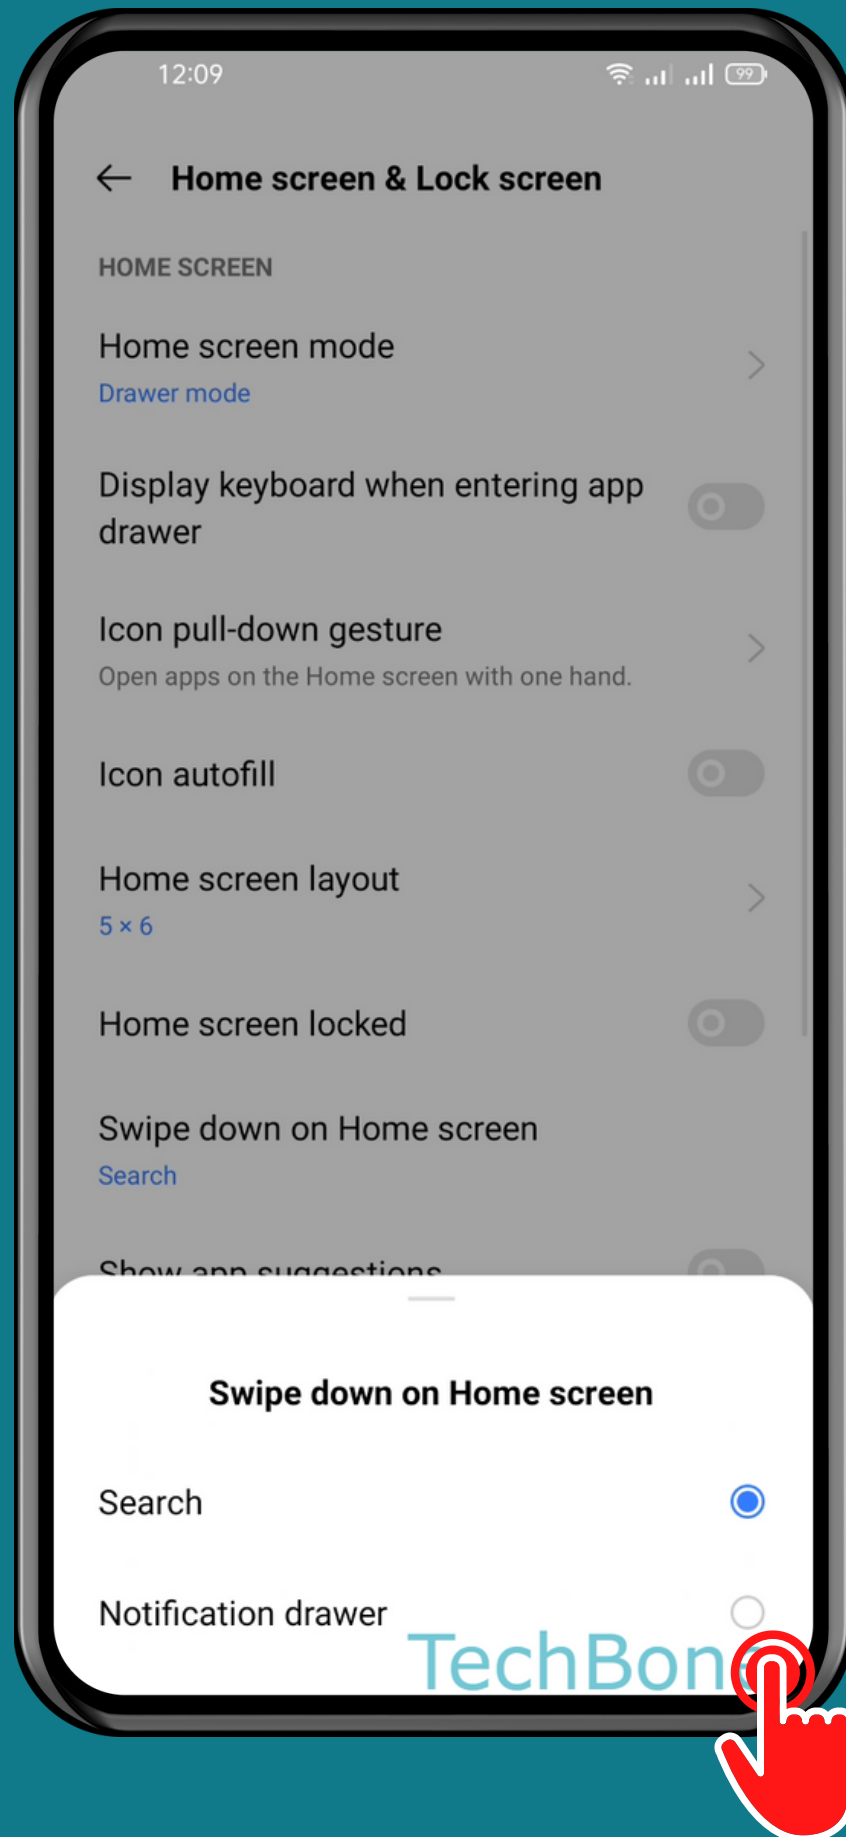 12:09
99
Home screen & Lock screen
HOME SCREEN
Home screen mode
Drawer mode
Display keyboard when entering app
drawer
Icon pull-down gesture
Open apps on the Home screen with one hand.
Icon autofill
Home screen layout
5 × 6
Home screen locked
Swipe down on Home screen
Search
Show app suggestions
Swipe down on Home screen
Search
Notification drawer
TechBone